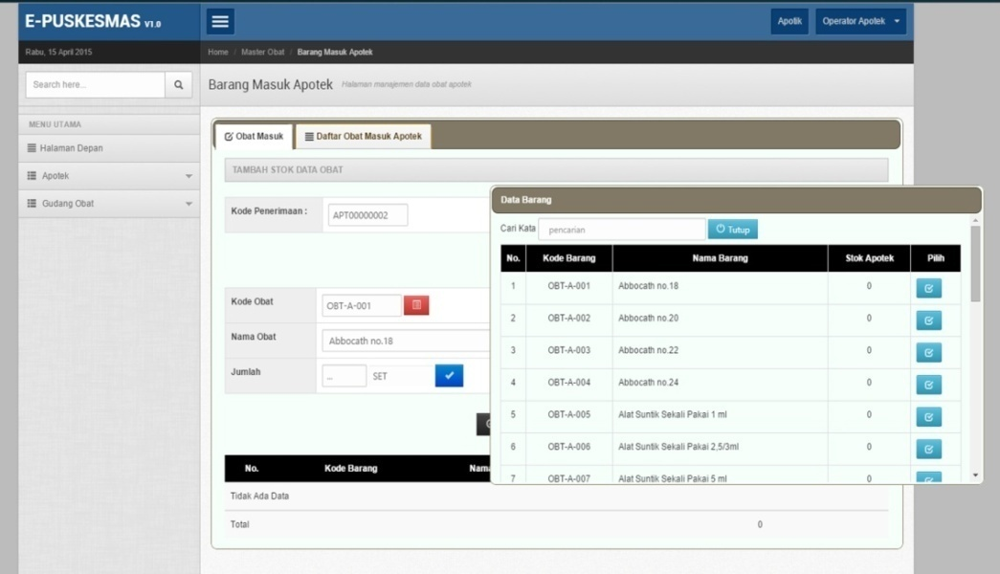 E-PUSKESMAS V1.0
Apotik
Operator Apotek
Rabu, 15 April 2015
Home / Master Obat / Barang Masuk Apotek
Search here...
Barang Masuk Apotek Halaman manajemen data obat apotek
MENU UTAMA
Halaman Depan
Apotek
Gudang Obat
Obat Masuk
Daftar Obat Masuk Apotek
TAMBAH STOK DATA OBAT
Kode Penerimaan : APT00000002
Kode Obat OBT-A-001
Nama Obat Abbocath no.18
Jumlah ... SET
No. Kode Barang Nama
Tidak Ada Data
Total 0
Data Barang
Cari Kata pencarian Tutup
No. Kode Barang Nama Barang Stok Apotek Pilih
1 OBT-A-001 Abbocath no.18 0
2 OBT-A-002 Abbocath no.20 0
3 OBT-A-003 Abbocath no.22 0
4 OBT-A-004 Abbocath no.24 0
5 OBT-A-005 Alat Suntik Sekali Pakai 1 ml 0
6 OBT-A-006 Alat Suntik Sekali Pakai 2,5/3ml 0
7 OBT-A-007 Alat Suntik Sekali Pakai 5 ml 0